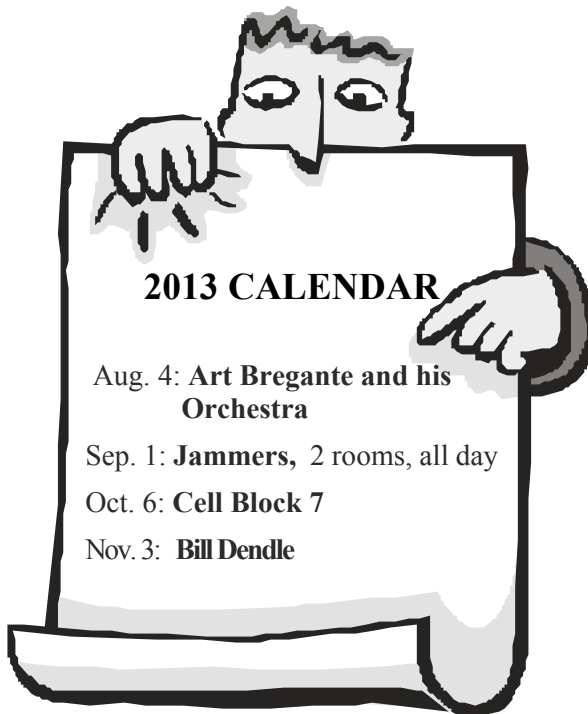 2013 CALENDAR
Aug. 4: Art Bregante and his
Orchestra
Sep. 1: Jammers, 2 rooms, all day
Oct. 6: Cell Block 7
Nov. 3: Bill Dendle